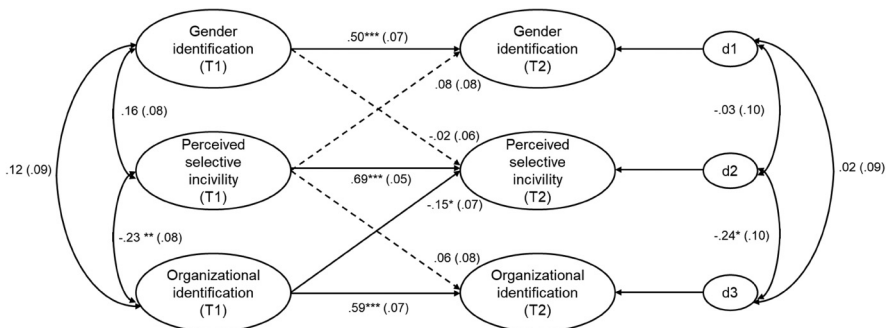 Gender
identification
(T1)
.50*** (.07)
Gender
identification
(T2)
d1
.08 (.08)
.16 (.08)
-.03 (.10)
-.02 (.06)
.12 (.09)
Perceived
selective
incivility
(T1)
.69*** (.05)
Perceived
selective
incivility
(T2)
d2
.02 (.09)
-.15* (.07)
-.23 ** (.08)
-.24* (.10)
.06 (.08)
Organizational
identification
(T1)
.59*** (.07)
Organizational
identification
(T2)
d3